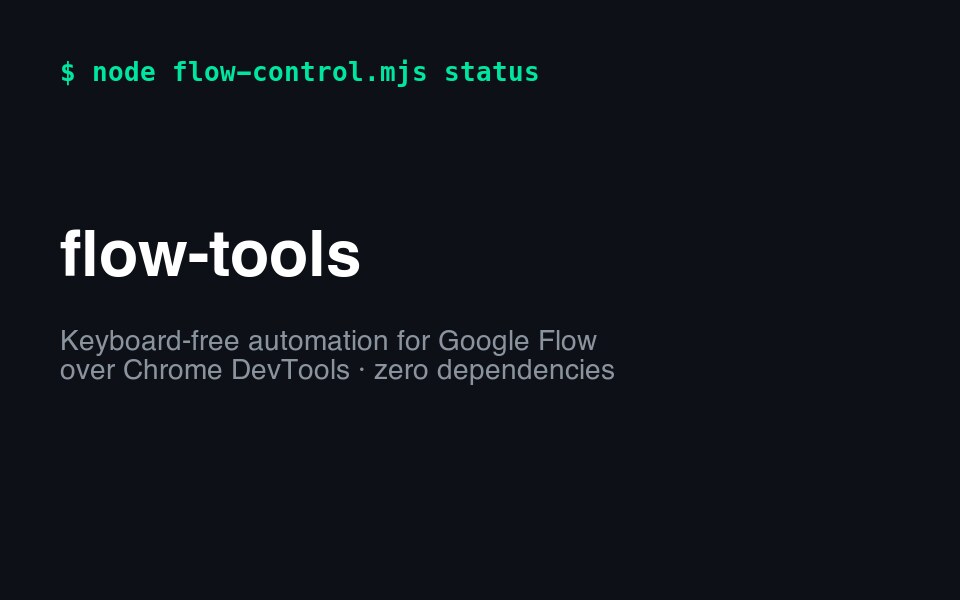 $ node flow-control.mjs status
flow-tools
Keyboard-free automation for Google Flow
over Chrome DevTools · zero dependencies